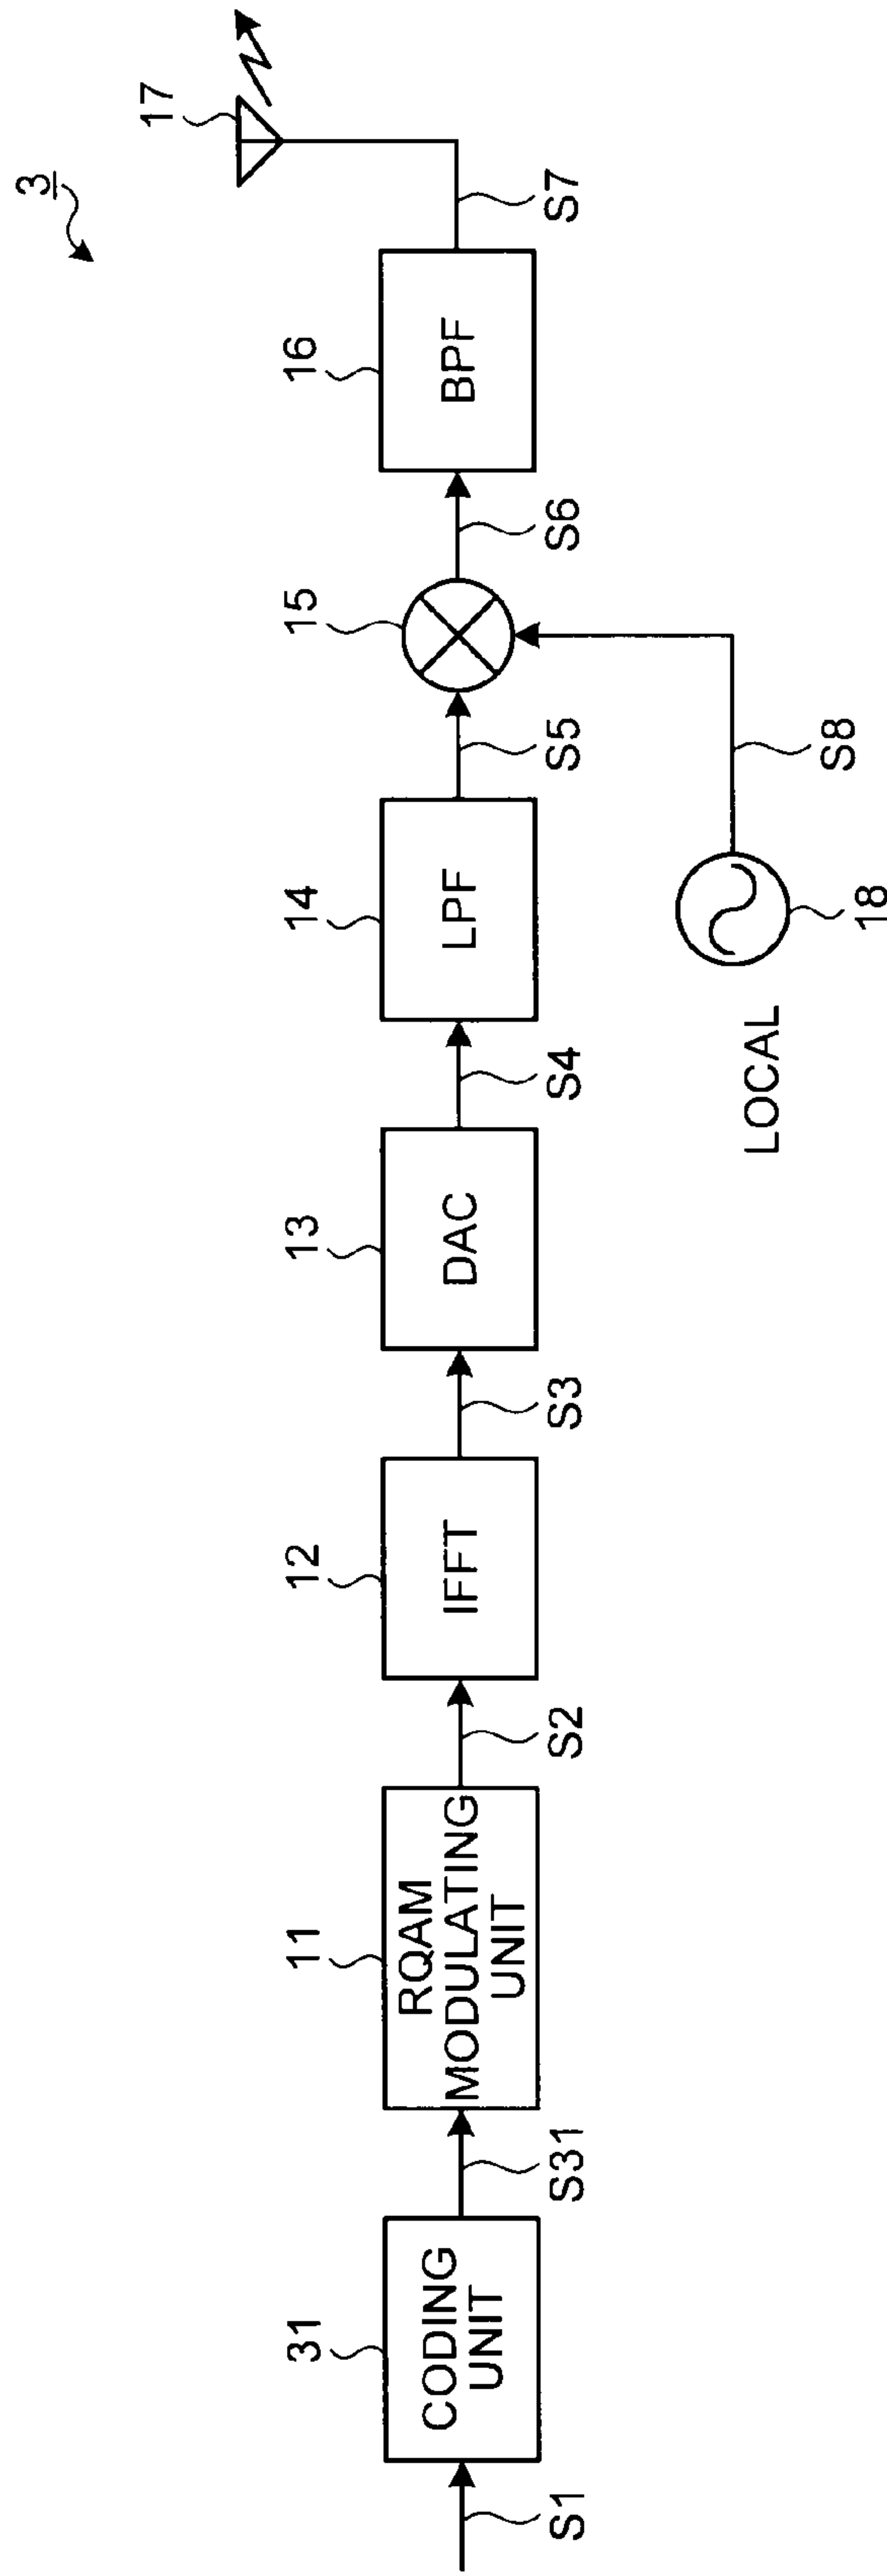 3
17
31
11
12
13
14
15
16
CODING
UNIT
RQAM
MODULATING
UNIT
IFFT
DAC
LPF
BPF
S1
S31
S2
S3
S4
S5
S6
S7
LOCAL
18
S8